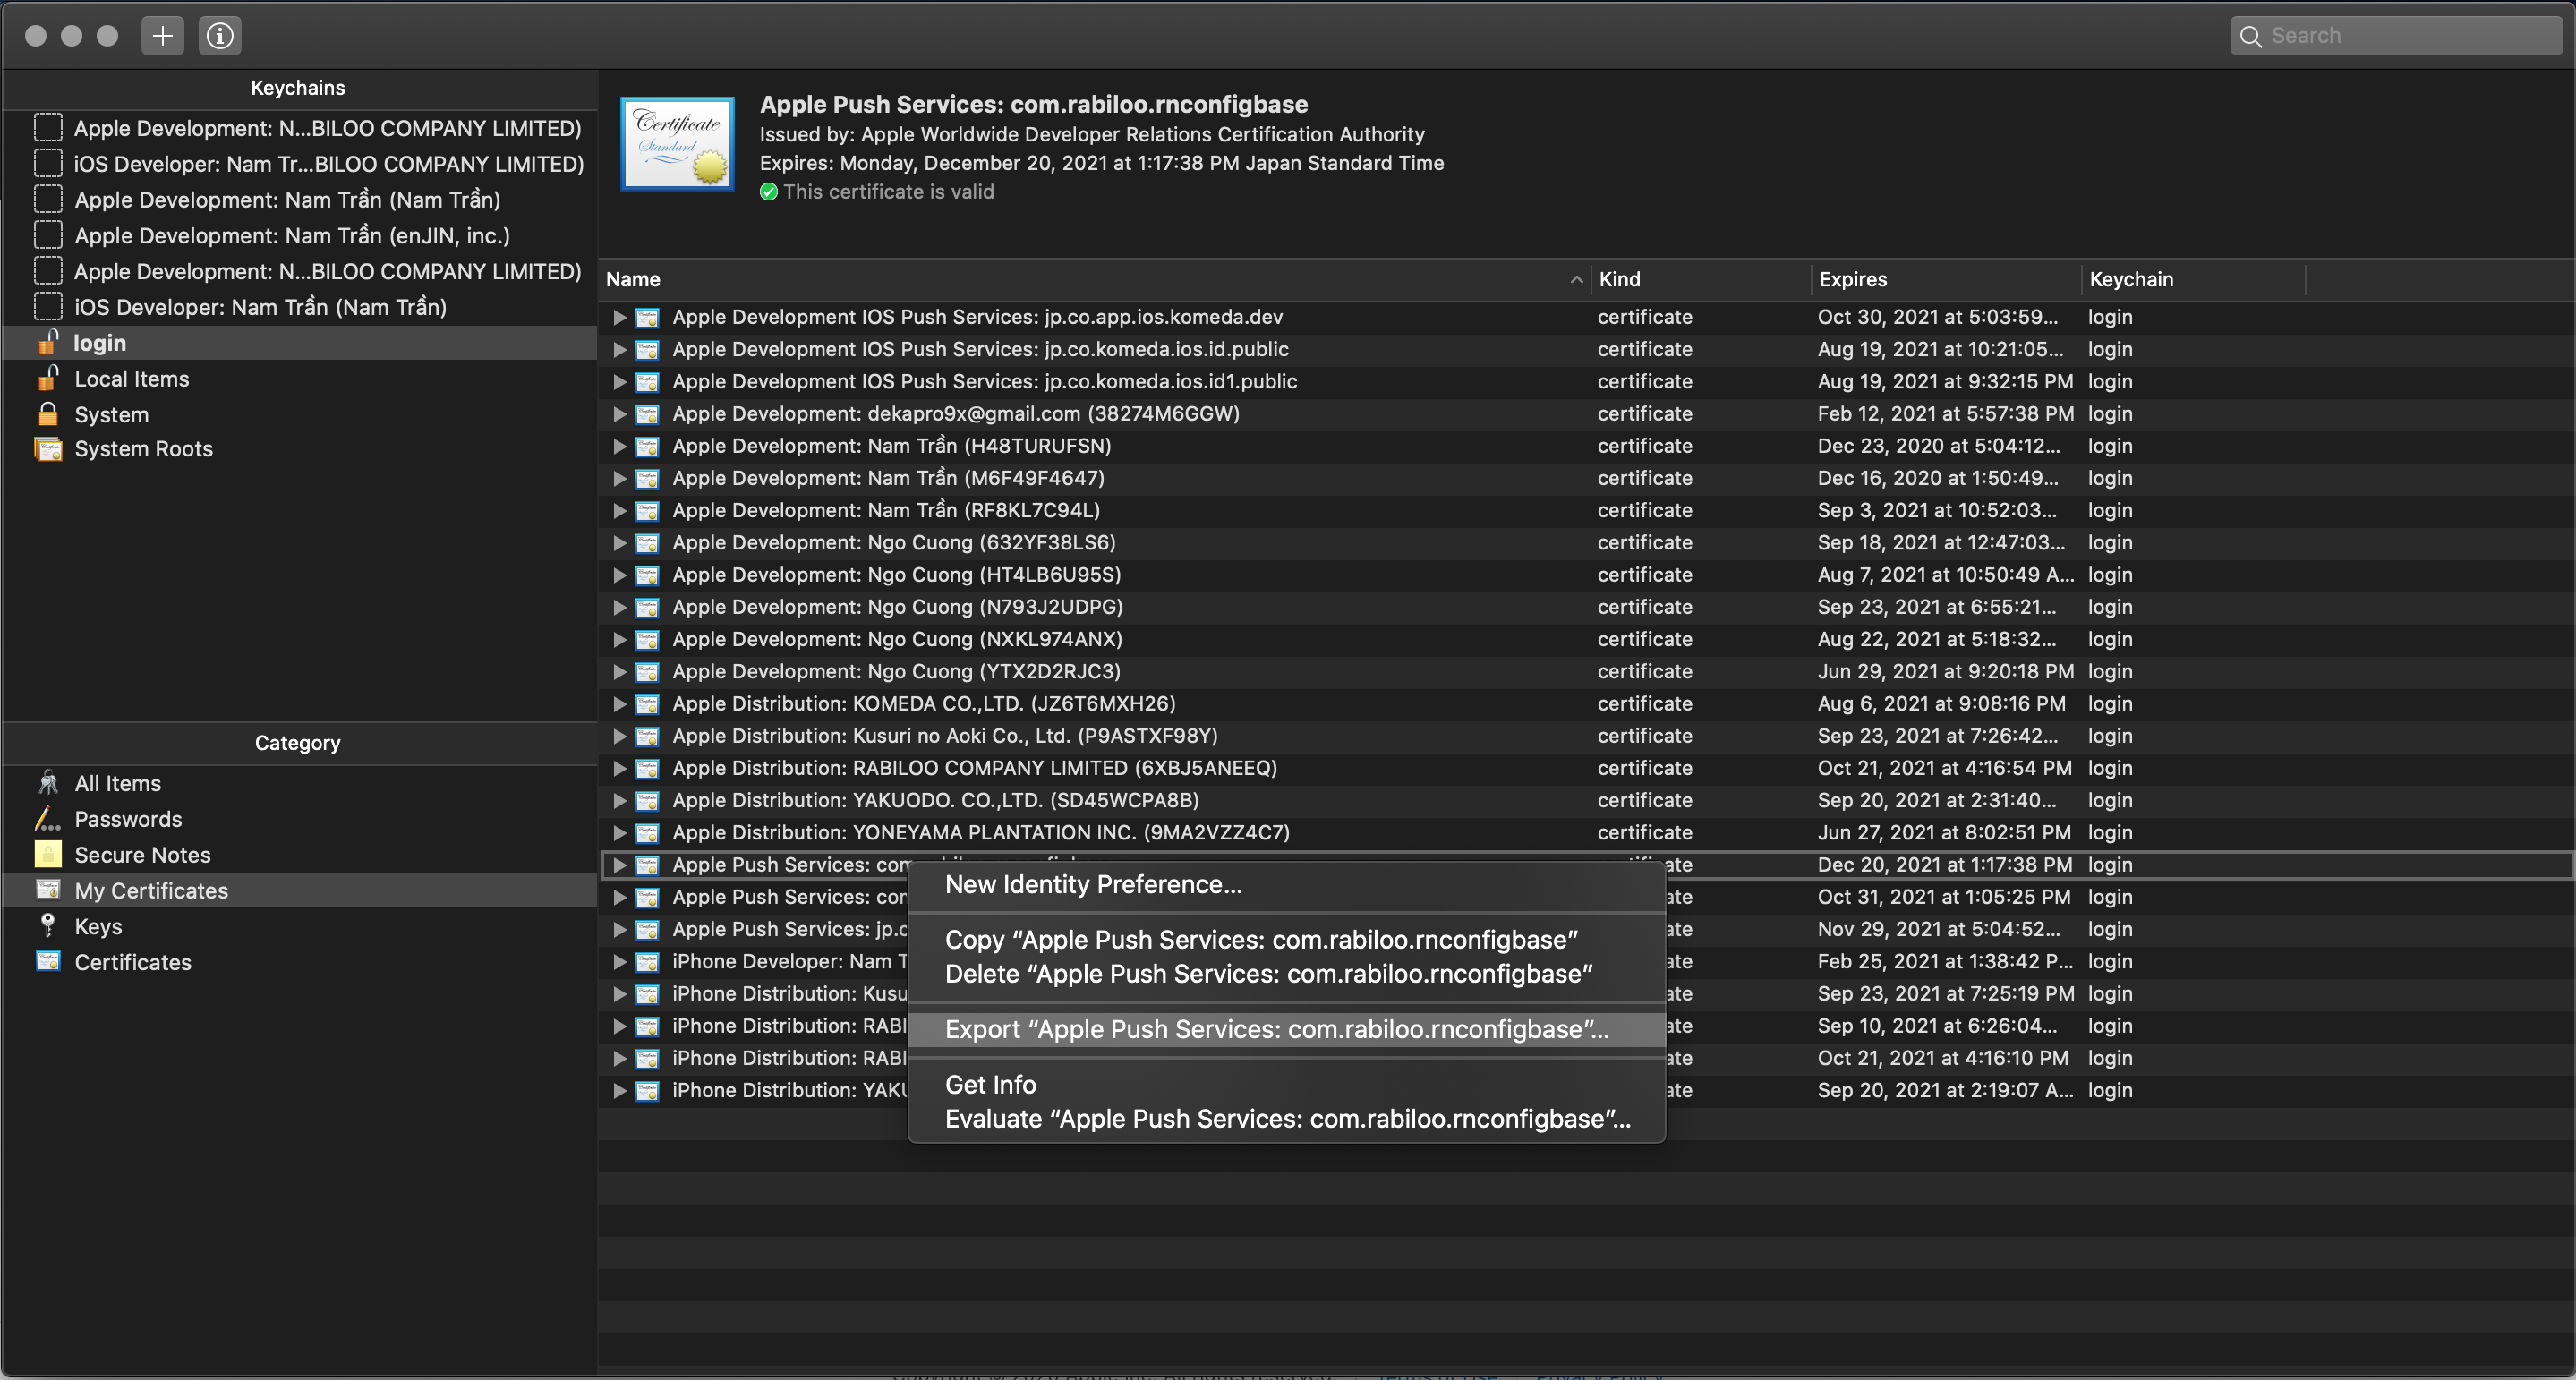 Search
Keychains
Apple Development: N...BILOO COMPANY LIMITED)
iOS Developer: Nam Tr...BILOO COMPANY LIMITED)
Apple Development: Nam Trần (Nam Trần)
Apple Development: Nam Trần (enJIN, inc.)
Apple Development: N...BILOO COMPANY LIMITED)
iOS Developer: Nam Trần (Nam Trần)
login
Local Items
System
System Roots
Category
All Items
Passwords
Secure Notes
My Certificates
Keys
Certificates
Certificate
Standard
Apple Push Services: com.rabiloo.rnconfigbase
Issued by: Apple Worldwide Developer Relations Certification Authority
Expires: Monday, December 20, 2021 at 1:17:38 PM Japan Standard Time
This certificate is valid
Name Kind Expires Keychain
Apple Development IOS Push Services: jp.co.app.ios.komeda.dev certificate Oct 30, 2021 at 5:03:59... login
Apple Development IOS Push Services: jp.co.komeda.ios.id.public certificate Aug 19, 2021 at 10:21:05... login
Apple Development IOS Push Services: jp.co.komeda.ios.id1.public certificate Aug 19, 2021 at 9:32:15 PM login
Apple Development: dekapro9x@gmail.com (38274M6GGW) certificate Feb 12, 2021 at 5:57:38 PM login
Apple Development: Nam Trần (H48TURUFSN) certificate Dec 23, 2020 at 5:04:12... login
Apple Development: Nam Trần (M6F49F4647) certificate Dec 16, 2020 at 1:50:49... login
Apple Development: Nam Trần (RF8KL7C94L) certificate Sep 3, 2021 at 10:52:03... login
Apple Development: Ngo Cuong (632YF38LS6) certificate Sep 18, 2021 at 12:47:03... login
Apple Development: Ngo Cuong (HT4LB6U95S) certificate Aug 7, 2021 at 10:50:49 A... login
Apple Development: Ngo Cuong (N793J2UDPG) certificate Sep 23, 2021 at 6:55:21... login
Apple Development: Ngo Cuong (NXKL974ANX) certificate Aug 22, 2021 at 5:18:32... login
Apple Development: Ngo Cuong (YTX2D2RJC3) certificate Jun 29, 2021 at 9:20:18 PM login
Apple Distribution: KOMEDA CO.,LTD. (JZ6T6MXH26) certificate Aug 6, 2021 at 9:08:16 PM login
Apple Distribution: Kusuri no Aoki Co., Ltd. (P9ASTXF98Y) certificate Sep 23, 2021 at 7:26:42... login
Apple Distribution: RABILOO COMPANY LIMITED (6XBJ5ANEEQ) certificate Oct 21, 2021 at 4:16:54 PM login
Apple Distribution: YAKUODO. CO.,LTD. (SD45WCPA8B) certificate Sep 20, 2021 at 2:31:40... login
Apple Distribution: YONEYAMA PLANTATION INC. (9MA2VZZ4C7) certificate Jun 27, 2021 at 8:02:51 PM login
Apple Push Services: com Dec 20, 2021 at 1:17:38 PM login
Apple Push Services: com ate Oct 31, 2021 at 1:05:25 PM login
Apple Push Services: jp.c ate Nov 29, 2021 at 5:04:52... login
iPhone Developer: Nam T ate Feb 25, 2021 at 1:38:42 P... login
iPhone Distribution: Kusu ate Sep 23, 2021 at 7:25:19 PM login
iPhone Distribution: RABI ate Sep 10, 2021 at 6:26:04... login
iPhone Distribution: RABI ate Oct 21, 2021 at 4:16:10 PM login
iPhone Distribution: YAKU ate Sep 20, 2021 at 2:19:07 A... login
New Identity Preference...
Copy “Apple Push Services: com.rabiloo.rnconfigbase”
Delete “Apple Push Services: com.rabiloo.rnconfigbase”
Export “Apple Push Services: com.rabiloo.rnconfigbase”...
Get Info
Evaluate “Apple Push Services: com.rabiloo.rnconfigbase”...